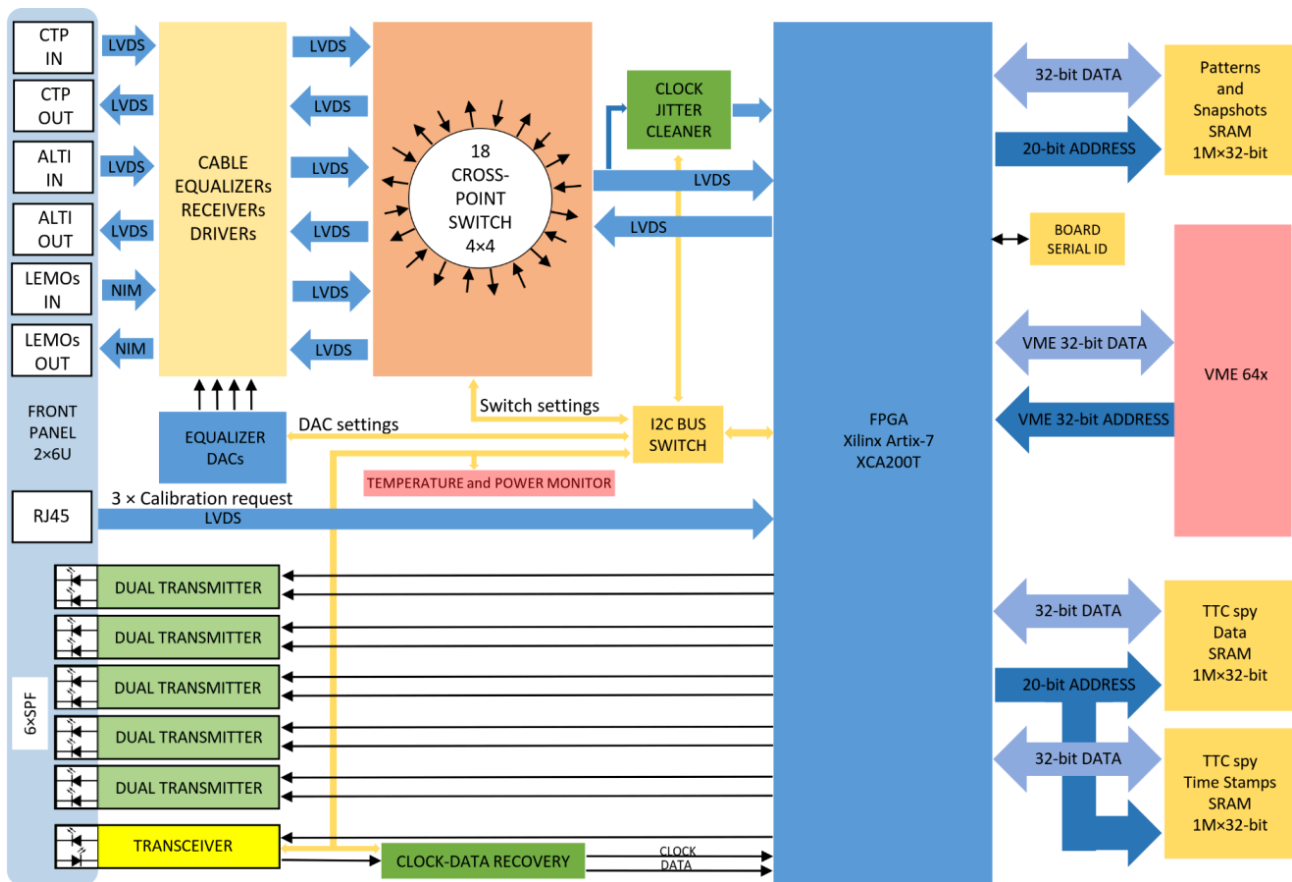 CTP
IN
CTP
OUT
ALTI
IN
ALTI
OUT
LEMOs
IN
LEMOs
OUT
FRONT
PANEL
2×6U
RJ45
6×SPF
LVDS
LVDS
LVDS
LVDS
NIM
NIM
CABLE
EQUALIZERs
RECEIVERs
DRIVERs
EQUALIZER
DACs
LVDS
LVDS
LVDS
LVDS
LVDS
LVDS
18
CROSS-
POINT
SWITCH
4×4
CLOCK
JITTER
CLEANER
LVDS
LVDS
Switch settings
DAC settings
I2C BUS
SWITCH
TEMPERATURE and POWER MONITOR
3 × Calibration request
LVDS
DUAL TRANSMITTER
DUAL TRANSMITTER
DUAL TRANSMITTER
DUAL TRANSMITTER
DUAL TRANSMITTER
TRANSCEIVER
CLOCK-DATA RECOVERY
CLOCK
DATA
FPGA
Xilinx Artix-7
XCA200T
32-bit DATA
20-bit ADDRESS
Patterns
and
Snapshots
SRAM
1M×32-bit
BOARD
SERIAL ID
VME 32-bit DATA
VME 32-bit ADDRESS
VME 64x
32-bit DATA
20-bit ADDRESS
TTC spy
Data
SRAM
1M×32-bit
32-bit DATA
TTC spy
Time Stamps
SRAM
1M×32-bit